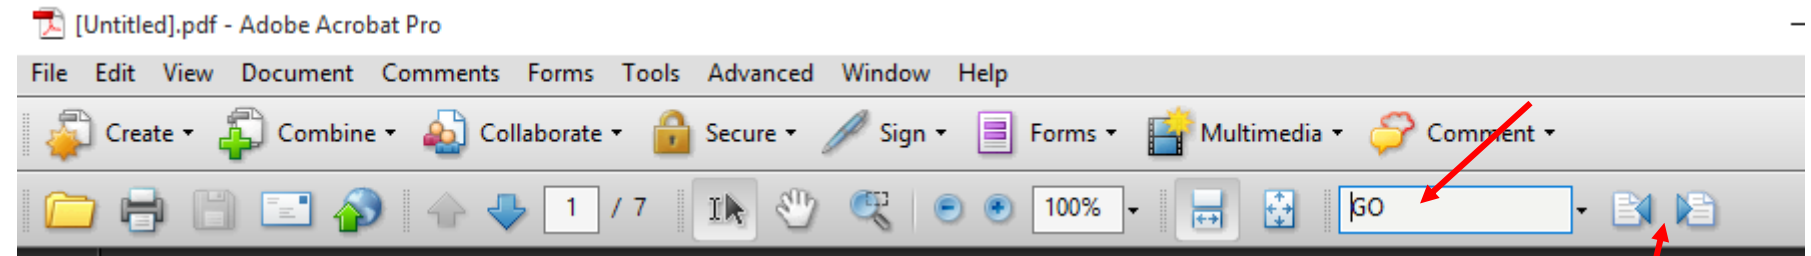 [Untitled].pdf - Adobe Acrobat Pro
File Edit View Document Comments Forms Tools Advanced Window Help
Create Combine Collaborate Secure Sign Forms Multimedia Comment
1 / 7 100% GO